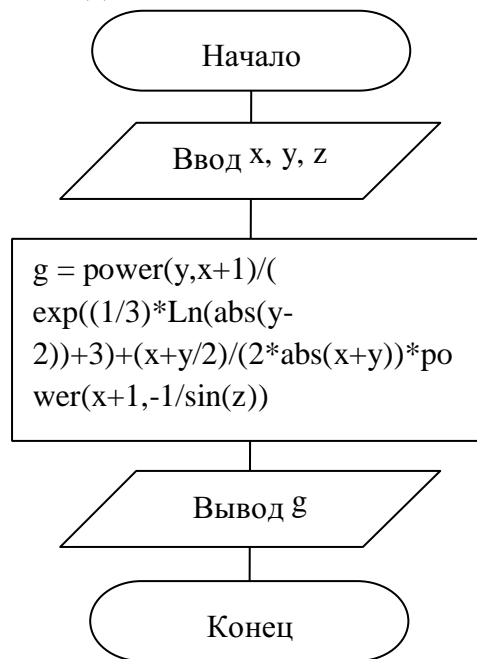 Начало
Ввод x, y, z
g = power(y,x+1)/(
exp((1/3)*Ln(abs(y-
2))+3)+(x+y/2)/(2*abs(x+y))*po
wer(x+1,-1/sin(z))
Вывод g
Конец